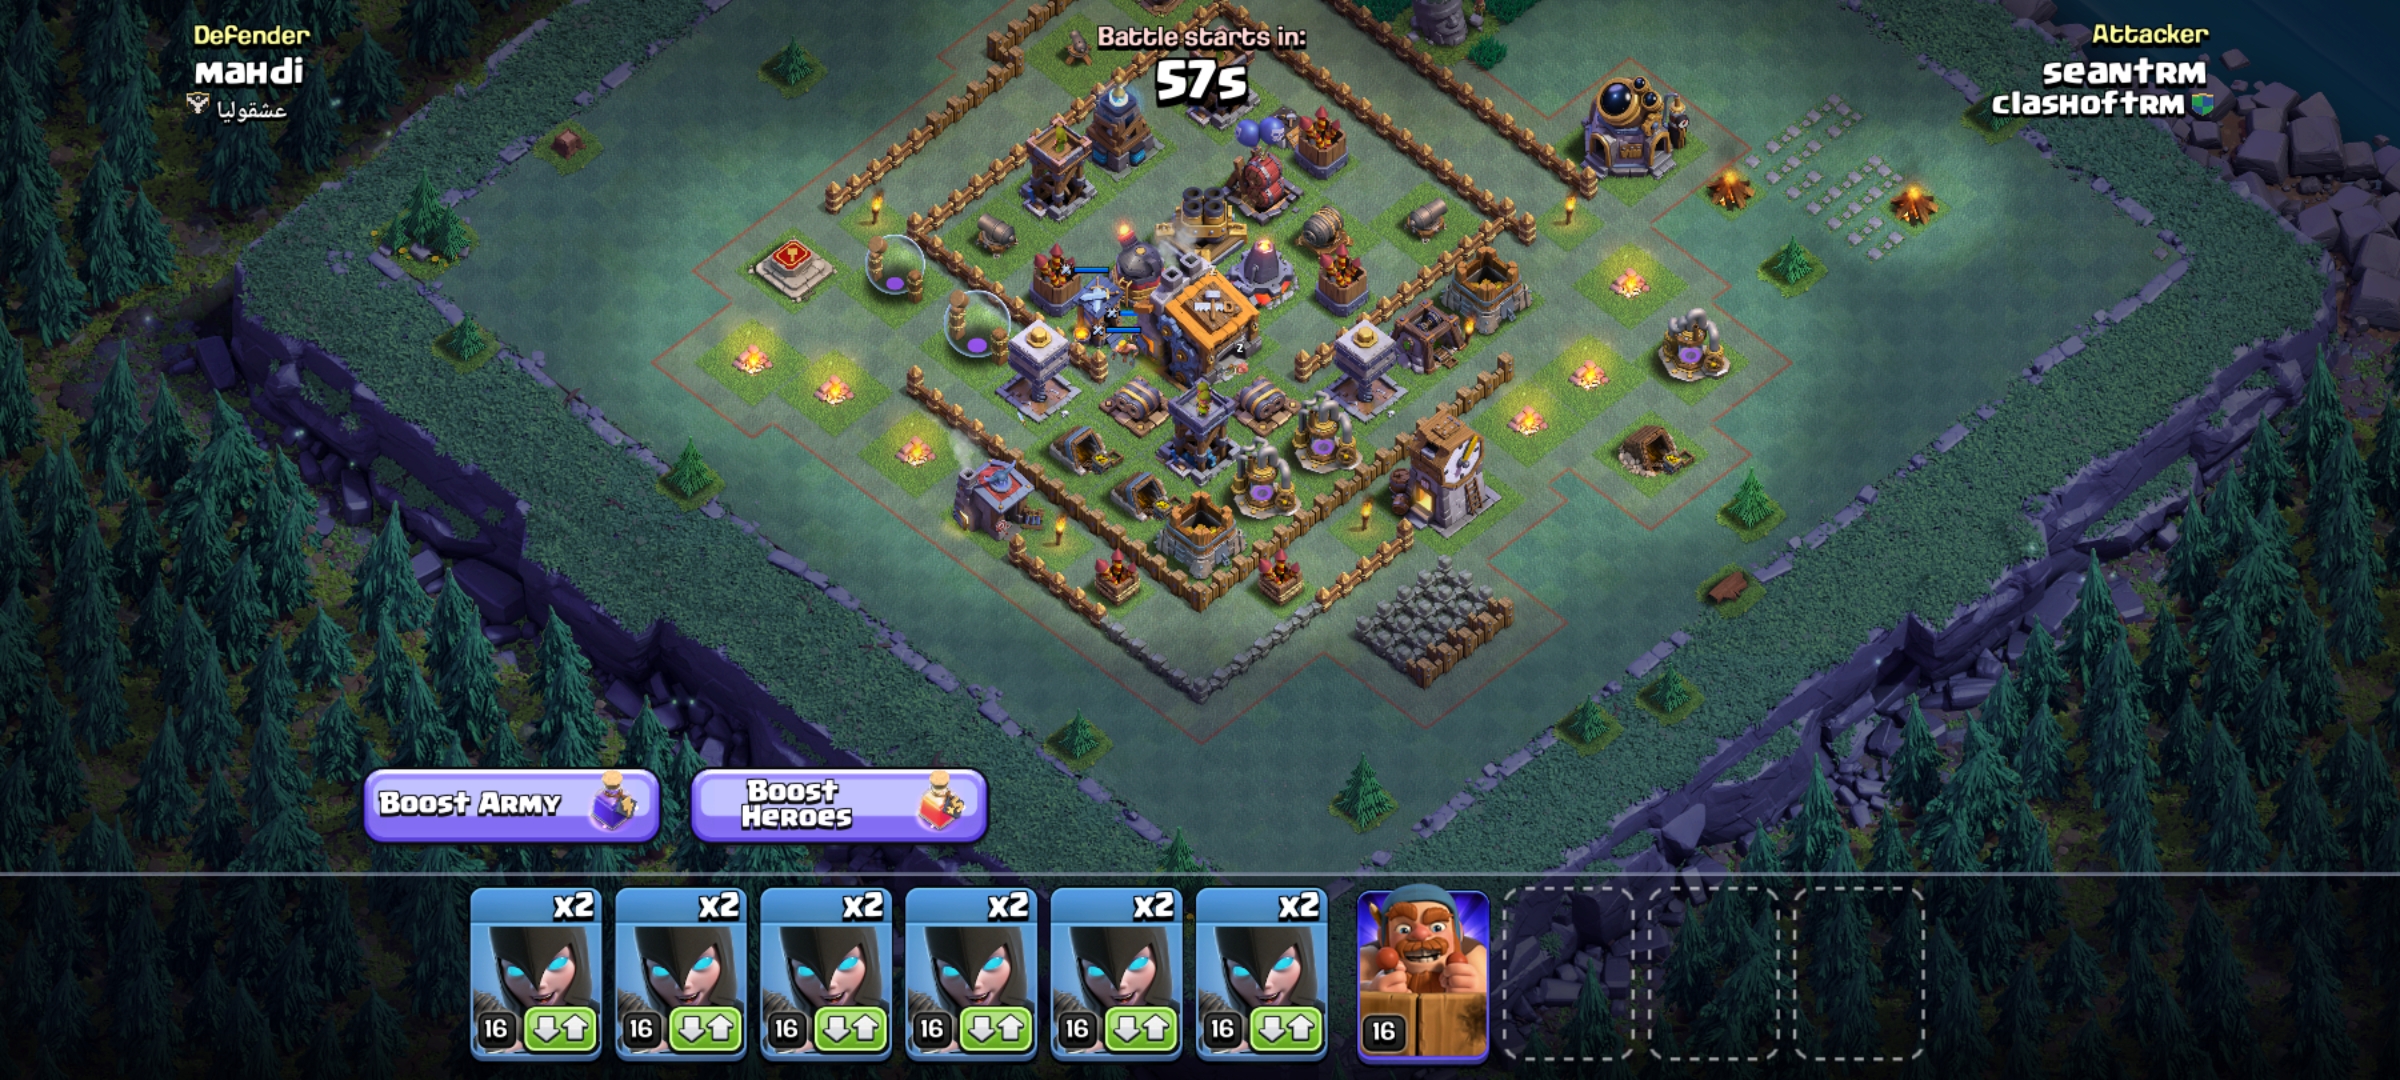 Defender
mahdi
عشقوليا
Battle starts in:
57s
Attacker
seantrm
clashoftrm
z
z
Boost Army
Boost
Heroes
x2
x2
x2
x2
x2
x2
16
16
16
16
16
16
16